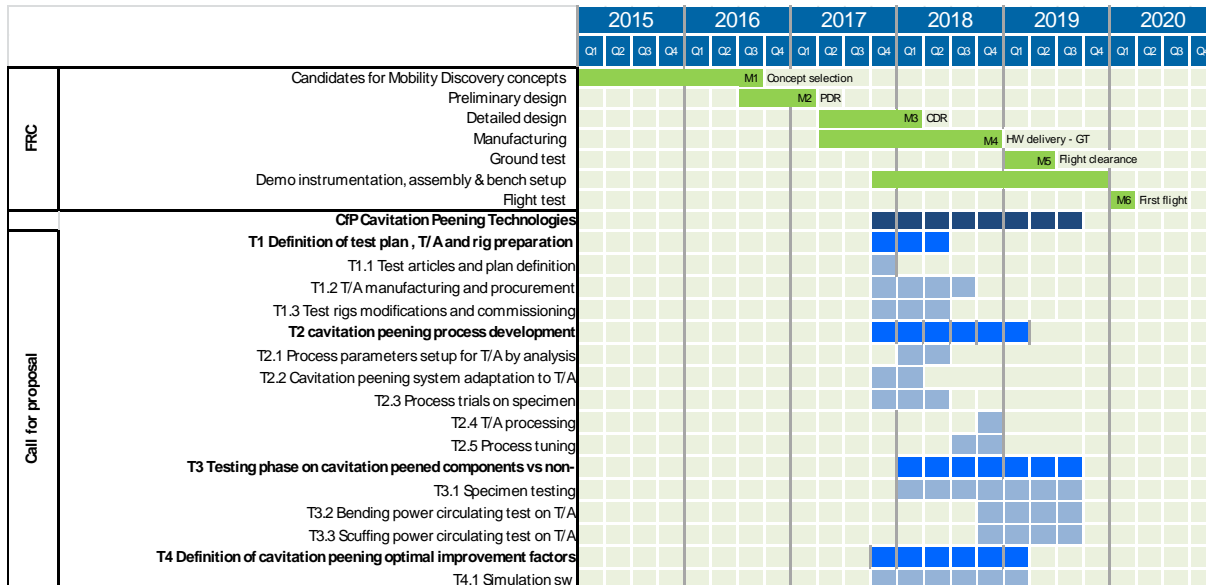 2015 2016 2017 2018 2019 2020
Q1 Q2 Q3 Q4 Q1 Q2 Q3 Q4 Q1 Q2 Q3 Q4 Q1 Q2 Q3 Q4 Q1 Q2 Q3 Q4 Q1 Q2 Q3 Q4
FRC
Candidates for Mobility Discovery concepts M1 Concept selection
Preliminary design M2 PDR
Detailed design M3 CDR
Manufacturing M4 HW delivery - GT
Ground test M5 Flight clearance
Demo instrumentation, assembly & bench setup
Flight test M6 First flight
CfP Cavitation Peening Technologies
Call for proposal
T1 Definition of test plan , T/A and rig preparation
T1.1 Test articles and plan definition
T1.2 T/A manufacturing and procurement
T1.3 Test rigs modifications and commissioning
T2 cavitation peening process development
T2.1 Process parameters setup for T/A by analysis
T2.2 Cavitation peening system adaptation to T/A
T2.3 Process trials on specimen
T2.4 T/A processing
T2.5 Process tuning
T3 Testing phase on cavitation peened components vs non-
T3.1 Specimen testing
T3.2 Bending power circulating test on T/A
T3.3 Scuffing power circulating test on T/A
T4 Definition of cavitation peening optimal improvement factors
T4.1 Simulation sw